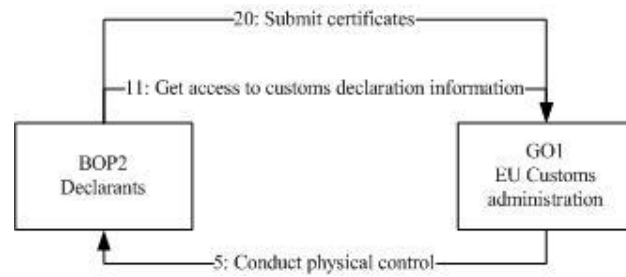 20: Submit certificates
11: Get access to customs declaration information
BOP2
Declarants
GO1
EU Customs
administration
5: Conduct physical control